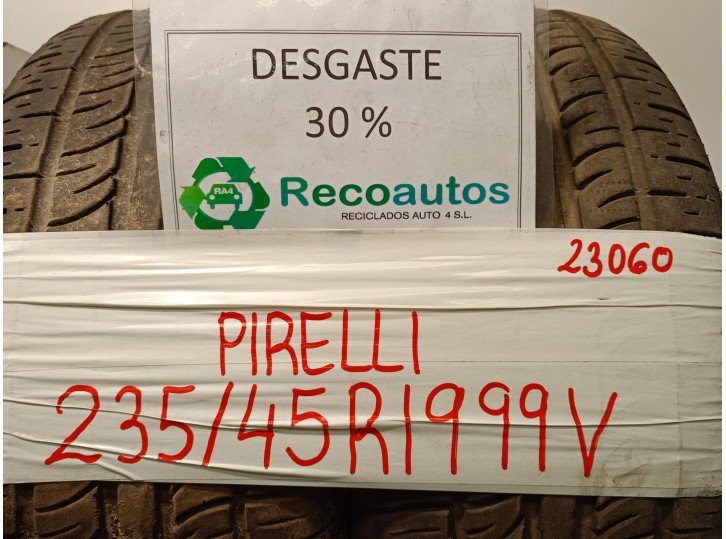 DESGASTE
30 %
RA4
Recoautos
RECICLADOS AUTO 4 S.L.
23060
PIRELLI
235/45R1999V